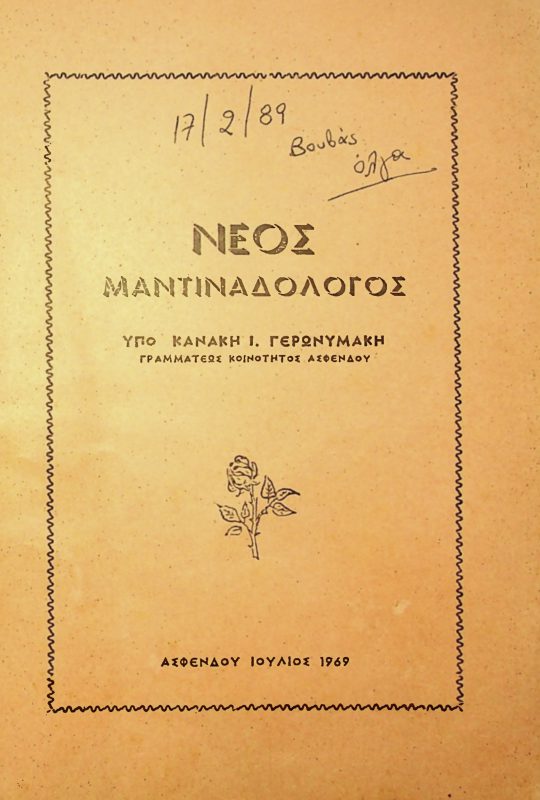 17/2/89
Βουβάς
όλγα
ΝΕΟΣ
ΜΑΝΤΙΝΑΔΟΛΟΓΟΣ
ΥΠΟ ΚΑΝΑΚΗ Ι. ΓΕΡΩΝΥΜΑΚΗ
ΓΡΑΜΜΑΤΕΩΣ ΚΟΙΝΟΤΗΤΟΣ ΑΣΦΕΝΔΟΥ
ΑΣΦΕΝΔΟΥ ΙΟΥΛΙΟΣ 1969